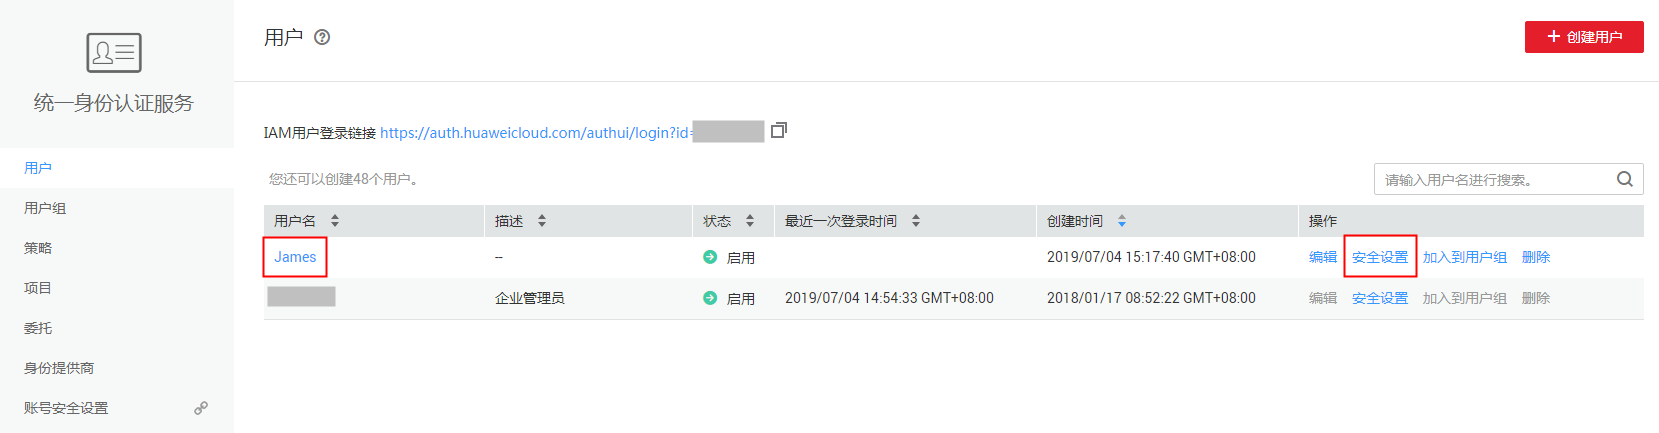 统一身份认证服务
用户
用户组
策略
项目
委托
身份提供商
账号安全设置
用户
创建用户
IAM用户登录链接 https://auth.huaweicloud.com/authui/login?id=
您还可以创建48个用户。
请输入用户名进行搜索。
用户名 描述 状态 最近一次登录时间 创建时间 操作
James -- 启用 2019/07/04 15:17:40 GMT+08:00 编辑 安全设置 加入到用户组 删除
企业管理员 启用 2019/07/04 14:54:33 GMT+08:00 2018/01/17 08:52:22 GMT+08:00 编辑 安全设置 加入到用户组 删除